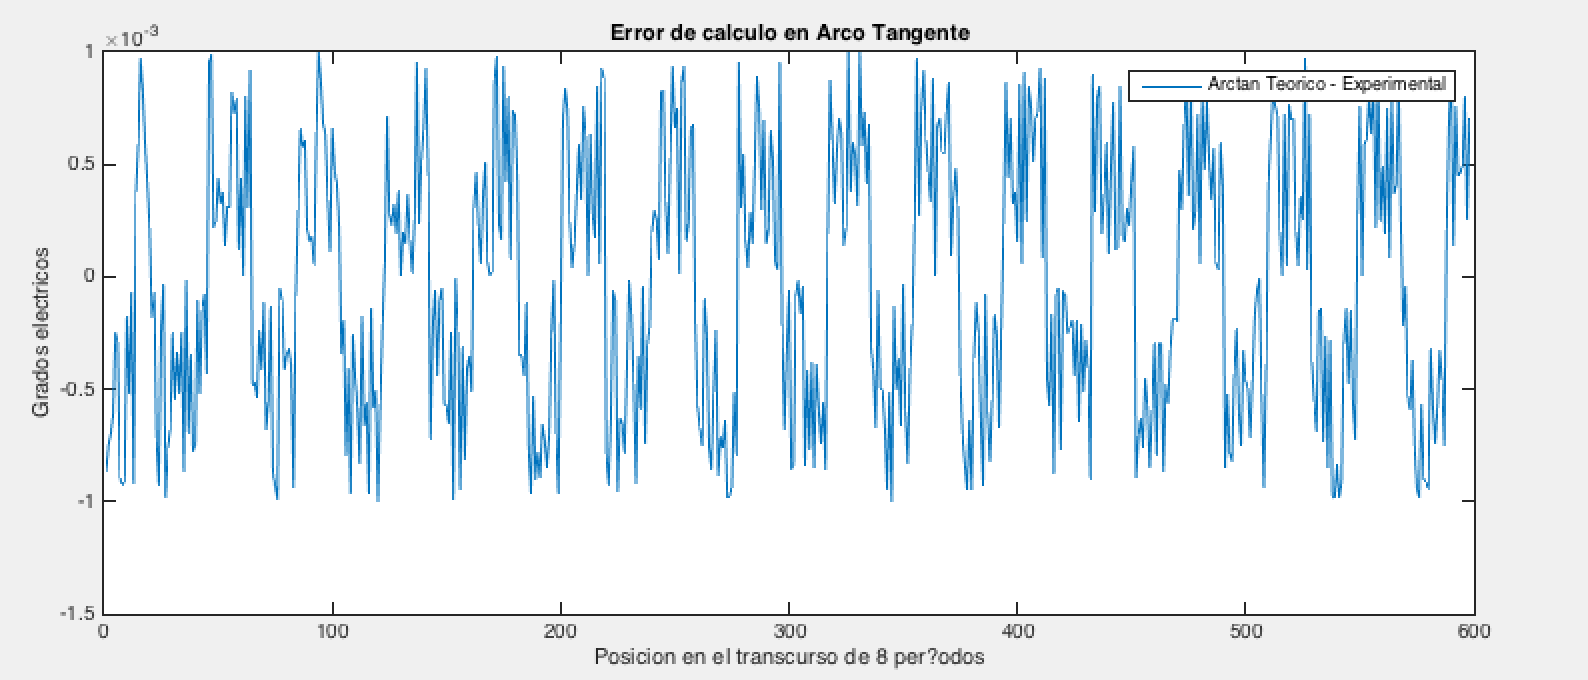 Error de calculo en Arco Tangente
×10-3
1
0.5
0
-0.5
-1
-1.5
Grados electricos
Arctan Teorico - Experimental
0 100 200 300 400 500 600
Posicion en el transcurso de 8 per?odos